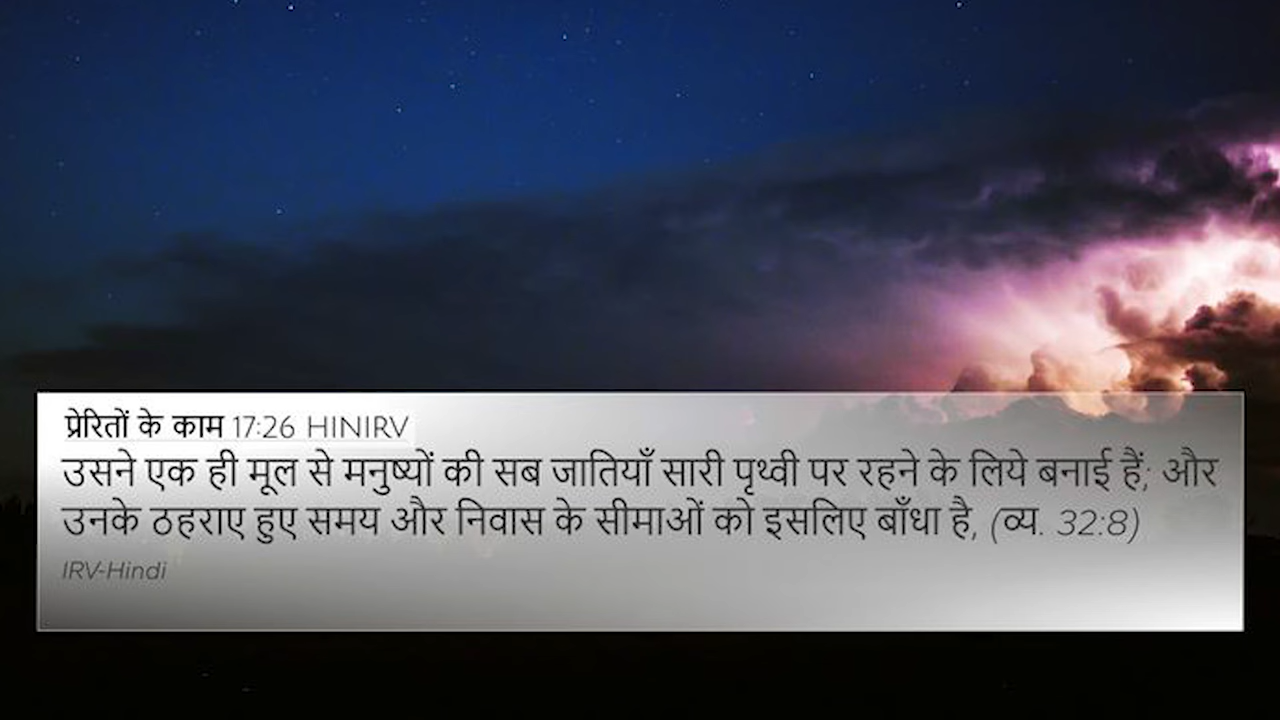 प्रेरितों के काम 17:26 HINIRV
उसने एक ही मूल से मनुष्यों की सब जातियाँ सारी पृथ्वी पर रहने के लिये बनाई हैं; और
उनके ठहराए हुए समय और निवास के सीमाओं को इसलिए बाँधा है, (व्य. 32:8)
IRV-Hindi